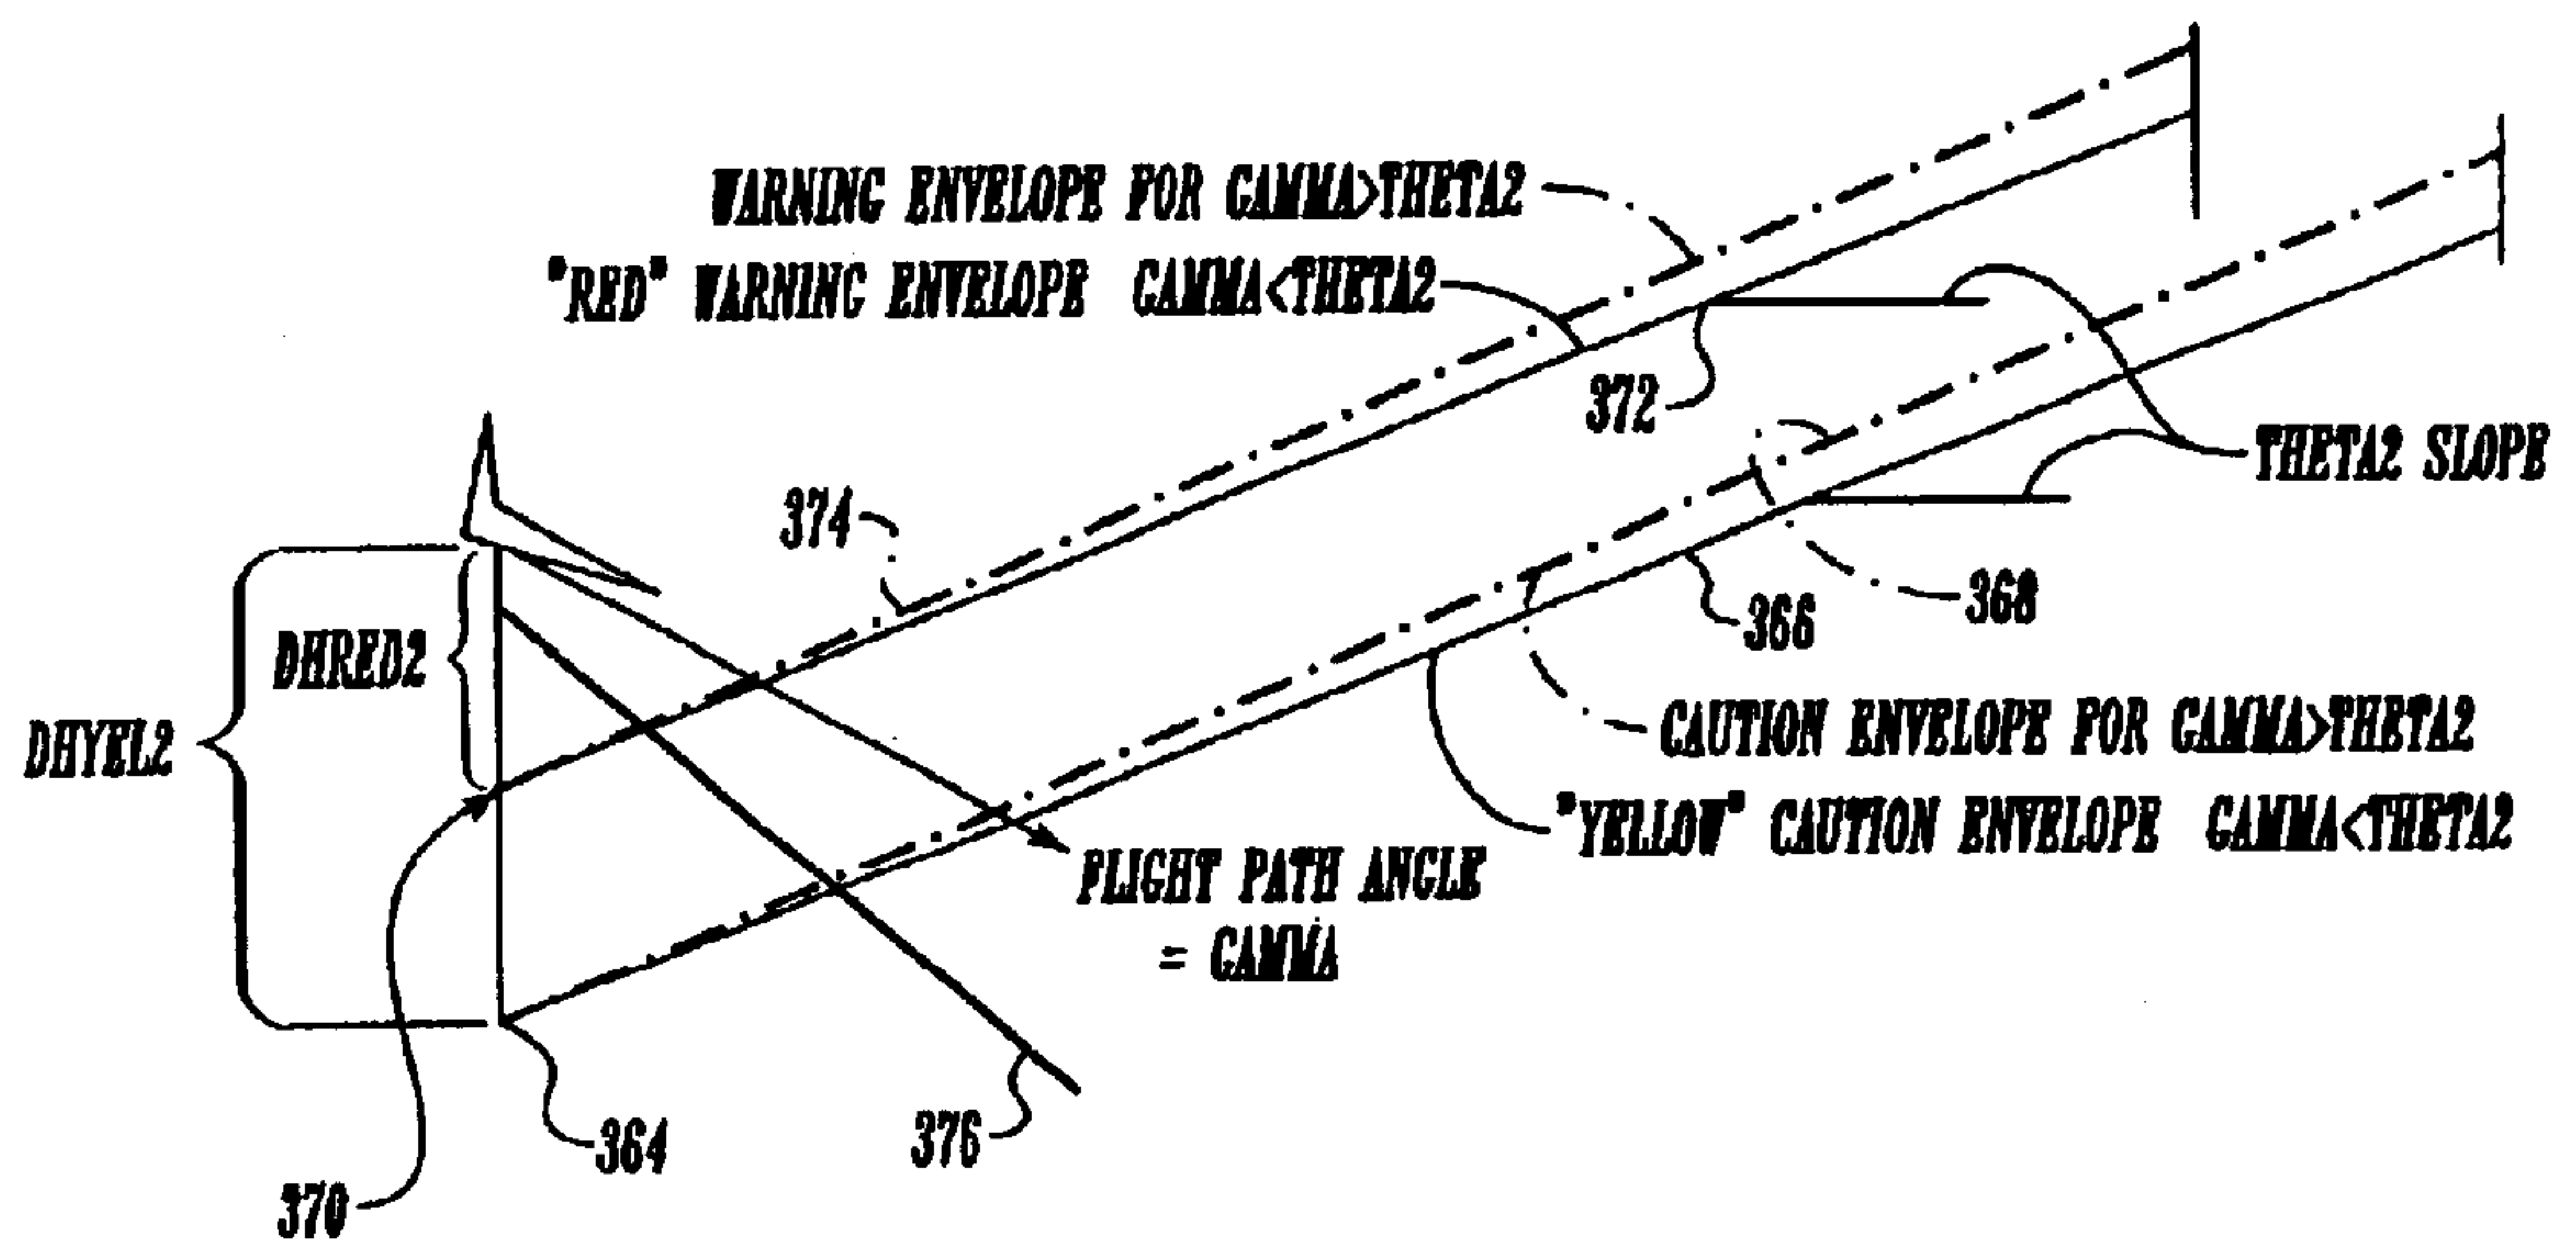 WARNING ENVELOPE FOR GAMMA>THETA2
"RED" WARNING ENVELOPE GAMMA<THETA2
372
THETA2 SLOPE
374
368
366
DHRED2
DHYEL2
CAUTION ENVELOPE FOR GAMMA>THETA2
"YELLOW" CAUTION ENVELOPE GAMMA<THETA2
FLIGHT PATH ANGLE
= GAMMA
364
376
370